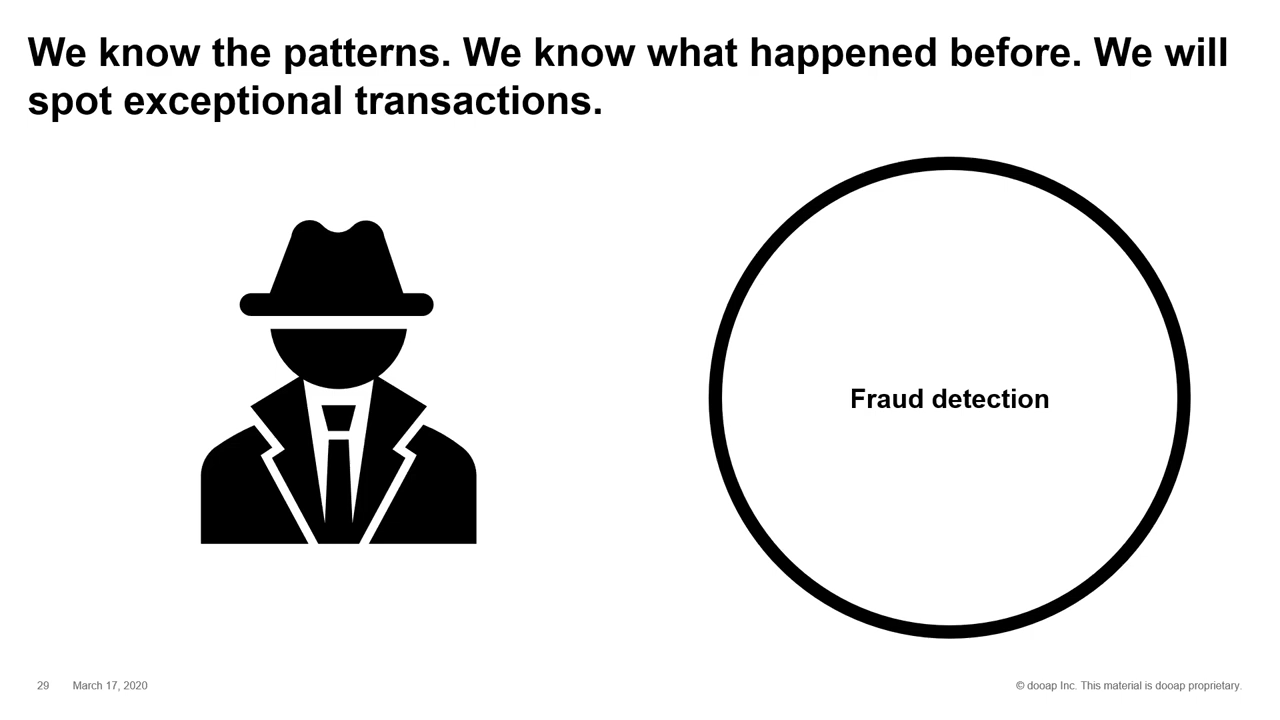 We know the patterns. We know what happened before. We will
spot exceptional transactions.
Fraud detection
29 March 17, 2020
© dooap Inc. This material is dooap proprietary.